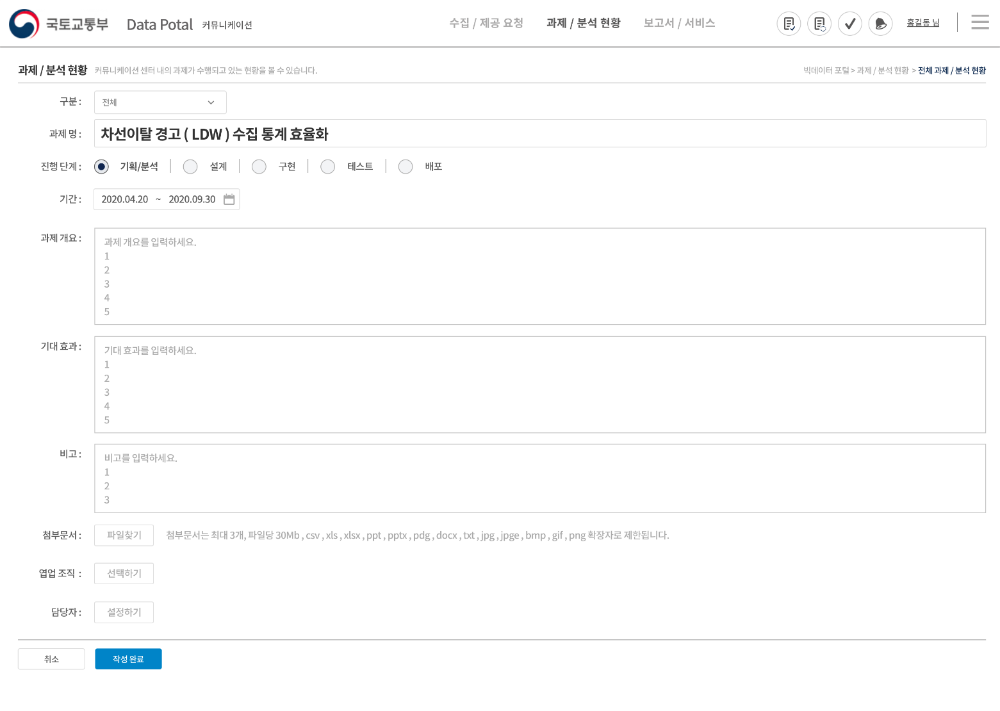 국토교통부 Data Potal 커뮤니케이션 수집 / 제공 요청 과제 / 분석 현황 보고서 / 서비스 홍길동 님
과제 / 분석 현황 커뮤니케이션 센터 내의 과제가 수행되고 있는 현황을 볼 수 있습니다. 빅데이터 포털 > 과제 / 분석 현황 > 전체 과제 / 분석 현황
구분 : 전체
과제 명 : 차선이탈 경고 ( LDW ) 수집 통계 효율화
진행 단계 : 기획/분석 설계 구현 테스트 배포
기간 : 2020.04.20 ~ 2020.09.30
과제 개요 : 과제 개요를 입력하세요.
1
2
3
4
5
기대 효과 : 기대 효과를 입력하세요.
1
2
3
4
5
비고 : 비고를 입력하세요.
1
2
3
첨부문서 : 파일찾기 첨부문서는 최대 3개, 파일당 30Mb , csv , xls , xlsx , ppt , pptx , pdg , docx , txt , jpg , jpge , bmp , gif , png 확장자로 제한됩니다.
엽업 조직 : 선택하기
담당자 : 설정하기
취소 작성 완료